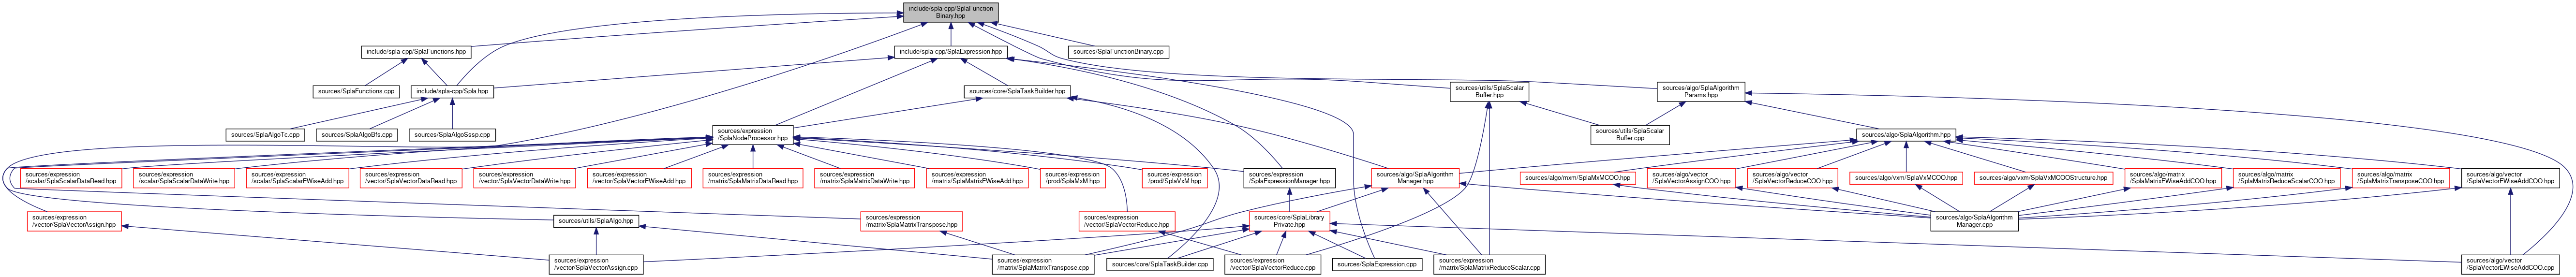 include/spla-cpp/SplaFunction
Binary.hpp
include/spla-cpp/SplaFunctions.hpp
include/spla-cpp/SplaExpression.hpp
sources/SplaFunctionBinary.cpp
sources/SplaFunctions.cpp
include/spla-cpp/Spla.hpp
sources/core/SplaTaskBuilder.hpp
sources/utils/SplaScalar
Buffer.hpp
sources/algo/SplaAlgorithm
Params.hpp
sources/SplaAlgoTc.cpp
sources/SplaAlgoBfs.cpp
sources/SplaAlgoSssp.cpp
sources/expression
/SplaNodeProcessor.hpp
sources/utils/SplaScalar
Buffer.cpp
sources/algo/SplaAlgorithm.hpp
sources/expression
/scalar/SplaScalarDataRead.hpp
sources/expression
/scalar/SplaScalarDataWrite.hpp
sources/expression
/scalar/SplaScalarEWiseAdd.hpp
sources/expression
/vector/SplaVectorDataRead.hpp
sources/expression
/vector/SplaVectorDataWrite.hpp
sources/expression
/vector/SplaVectorEWiseAdd.hpp
sources/expression
/matrix/SplaMatrixDataRead.hpp
sources/expression
/matrix/SplaMatrixDataWrite.hpp
sources/expression
/matrix/SplaMatrixEWiseAdd.hpp
sources/expression
/prod/SplaMxM.hpp
sources/expression
/prod/SplaVxM.hpp
sources/expression
/SplaExpressionManager.hpp
sources/algo/SplaAlgorithm
Manager.hpp
sources/algo/mxm/SplaMxMCOO.hpp
sources/algo/vector
/SplaVectorAssignCOO.hpp
sources/algo/vector
/SplaVectorReduceCOO.hpp
sources/algo/vxm/SplaVxMCOO.hpp
sources/algo/vxm/SplaVxMCOOStructure.hpp
sources/algo/matrix
/SplaMatrixEWiseAddCOO.hpp
sources/algo/matrix
/SplaMatrixReduceScalarCOO.hpp
sources/algo/matrix
/SplaMatrixTransposeCOO.hpp
sources/algo/vector
/SplaVectorEWiseAddCOO.hpp
sources/expression
/vector/SplaVectorAssign.hpp
sources/utils/SplaAlgo.hpp
sources/expression
/matrix/SplaMatrixTranspose.hpp
sources/expression
/vector/SplaVectorReduce.hpp
sources/core/SplaLibrary
Private.hpp
sources/algo/SplaAlgorithm
Manager.cpp
sources/expression
/vector/SplaVectorAssign.cpp
sources/expression
/matrix/SplaMatrixTranspose.cpp
sources/core/SplaTaskBuilder.cpp
sources/expression
/vector/SplaVectorReduce.cpp
sources/SplaExpression.cpp
sources/expression
/matrix/SplaMatrixReduceScalar.cpp
sources/algo/vector
/SplaVectorEWiseAddCOO.cpp